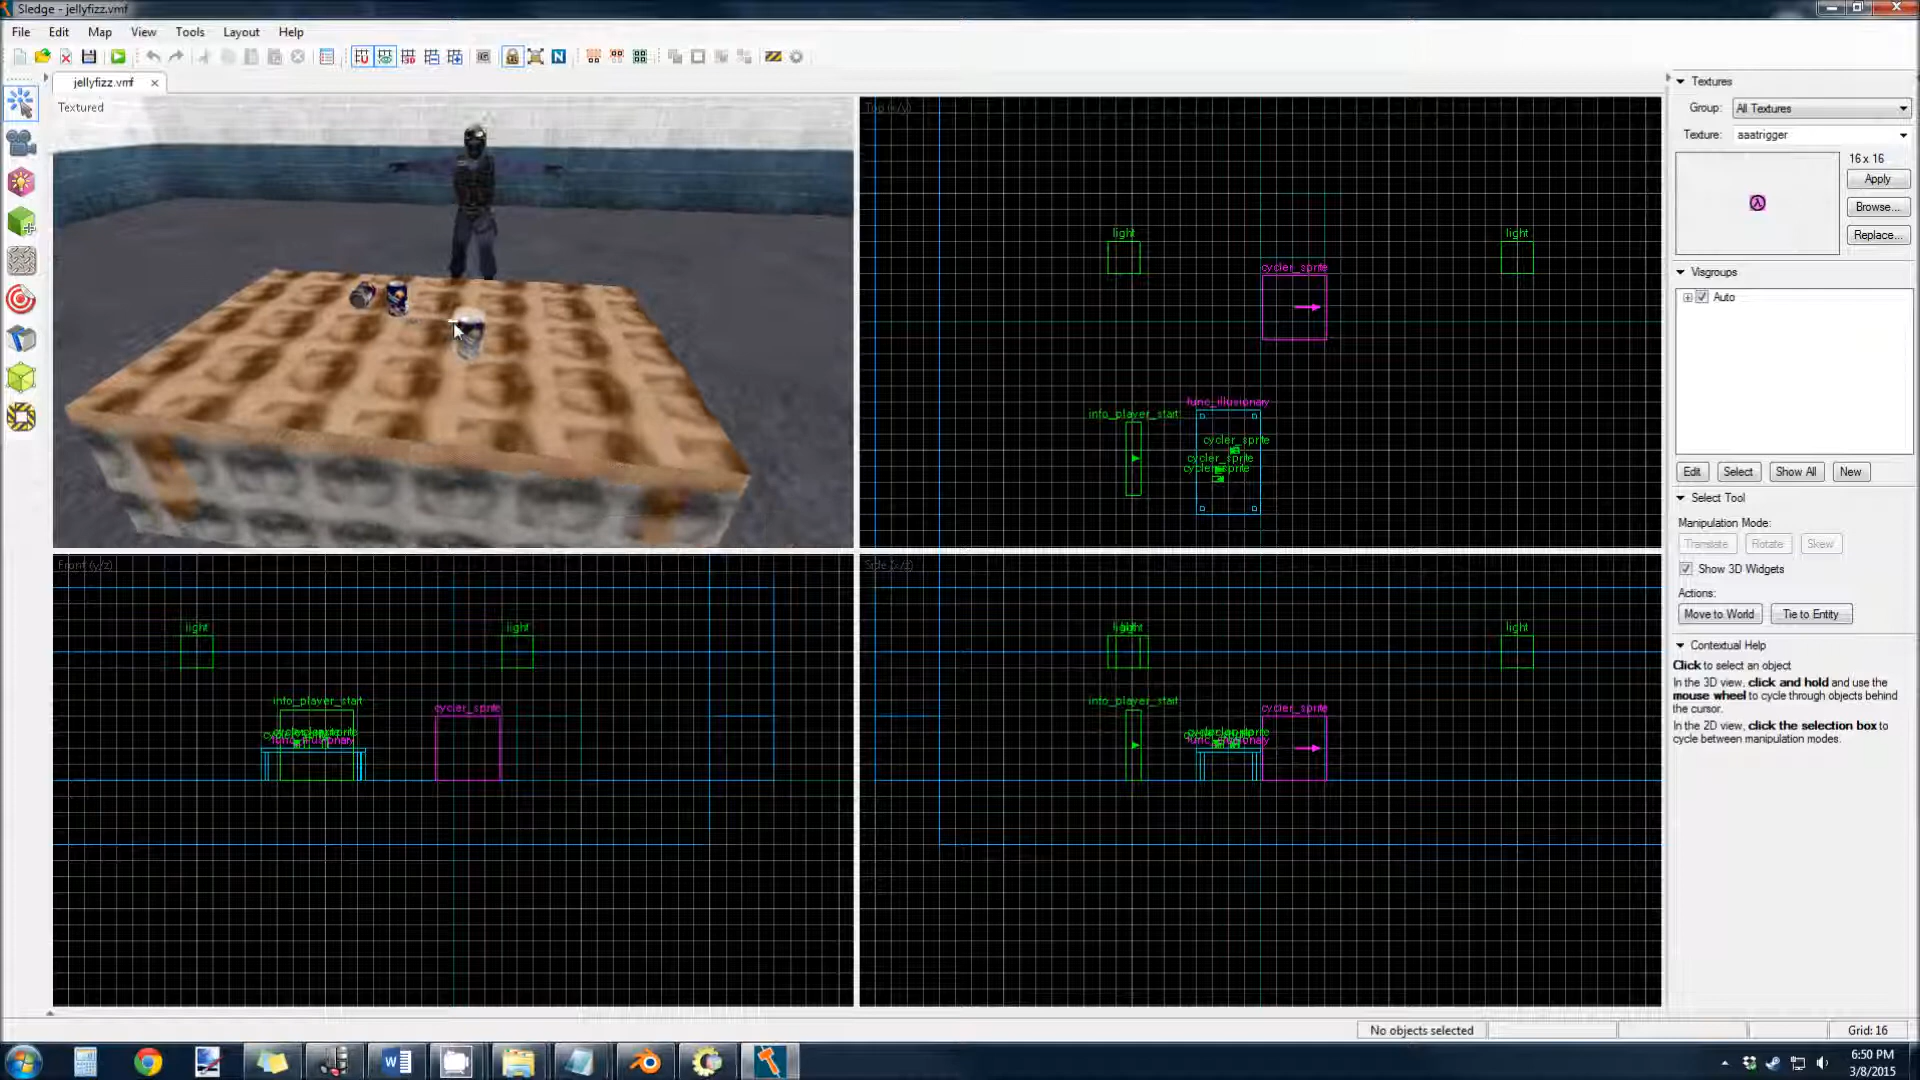 Sledge - jellyfizz.vmf
File Edit Map View Tools Layout Help
jellyfizz.vmf
Textured
Top (x/y)
light
light
cycler_sprite
func_illusionary
info_player_start
cycler_sprite
cycler_sprite
cycler_sprite
Front (y/z)
light
light
info_player_start
cycler_sprite
Side (x/z)
light
info_player_start
cycler_sprite
Textures
Group: All Textures
Texture: aaatrigger
16 x 16
Apply
Browse...
Replace...
Visgroups
Auto
Edit Select Show All New
Select Tool
Manipulation Mode:
Translate Rotate Skew
Show 3D Widgets
Actions:
Move to World Tie to Entity
Contextual Help
Click to select an object
In the 3D view, click and hold and use the
mouse wheel to cycle through objects behind
the cursor.
In the 2D view, click the selection box to
cycle between manipulation modes.
No objects selected
Grid: 16
6:50 PM
3/8/2015